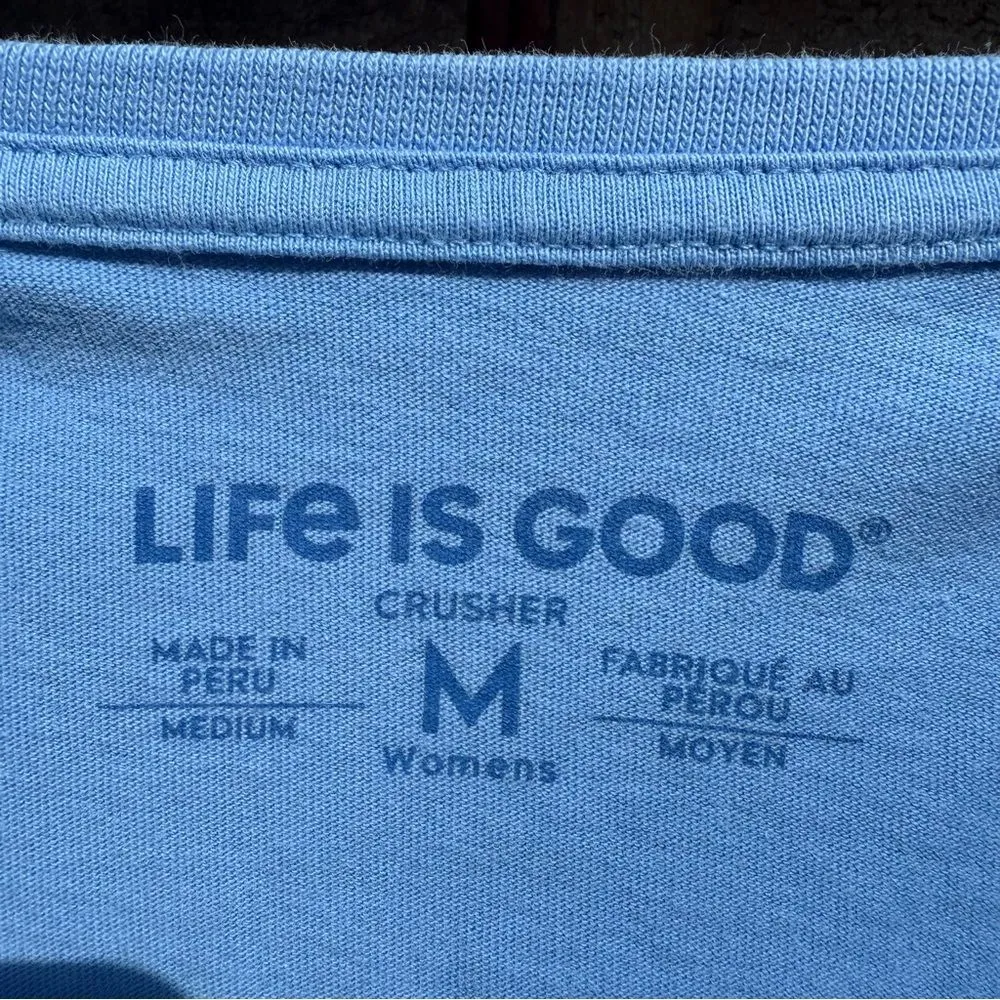 LIFe IS GOOD®
CRUSHER
MADE IN
PERU
MEDIUM
M
Womens
FABRIQUÉ AU
PÉROU
MOYEN